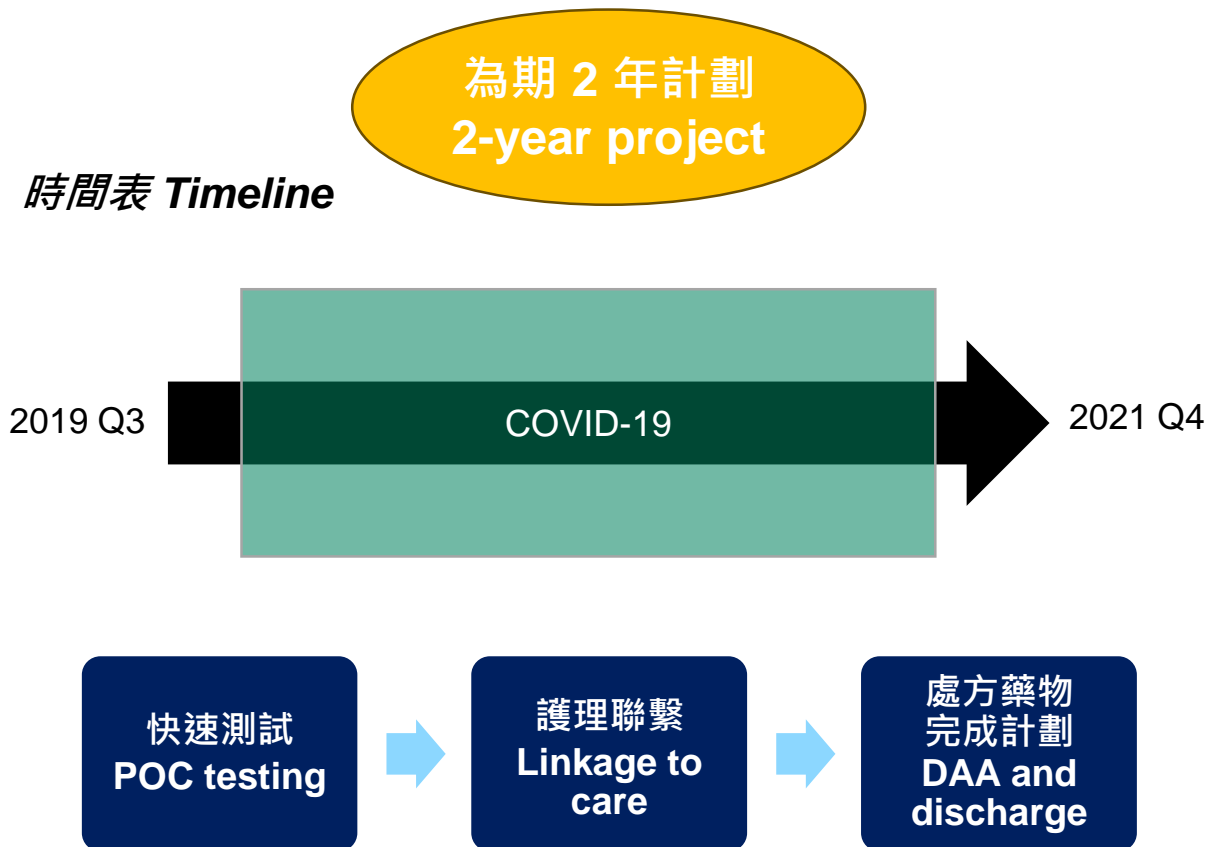 為期 2 年計劃
2-year project
時間表 Timeline
2019 Q3
COVID-19
2021 Q4
快速測試
POC testing
護理聯繫
Linkage to
care
處方藥物
完成計劃
DAA and
discharge